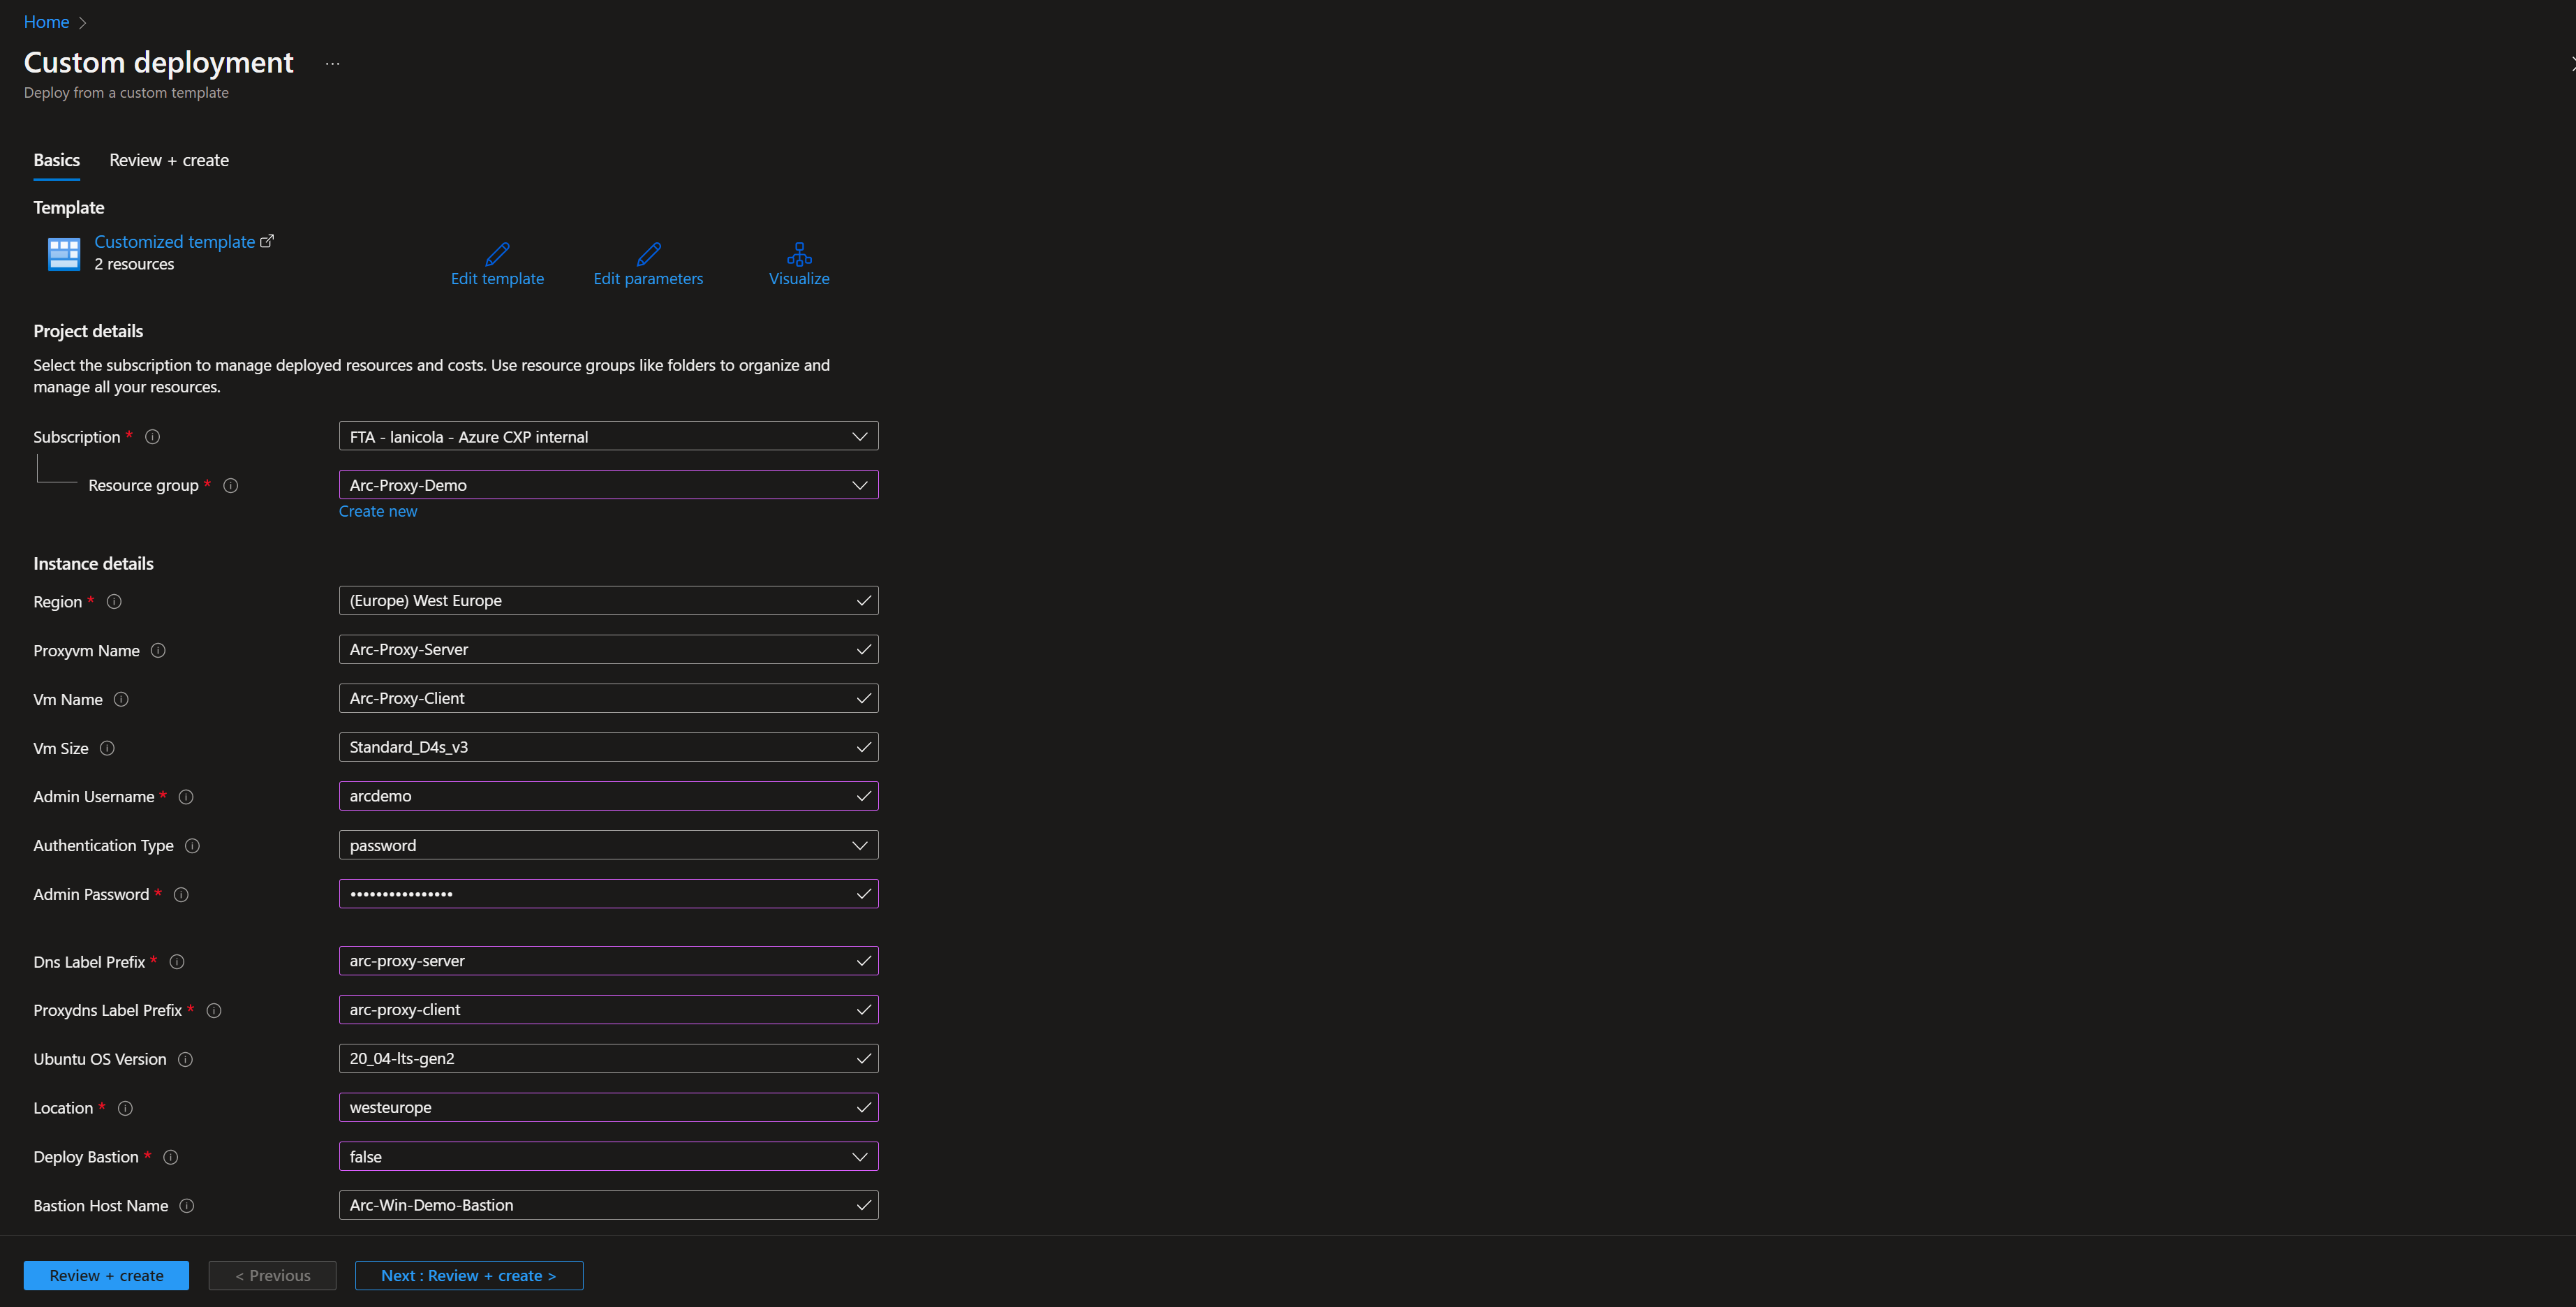 Home >
Custom deployment ...
Deploy from a custom template
Basics Review + create
Template
Customized template
2 resources
Edit template Edit parameters Visualize
Project details
Select the subscription to manage deployed resources and costs. Use resource groups like folders to organize and
manage all your resources.
Subscription * FTA - lanicola - Azure CXP internal
Resource group * Arc-Proxy-Demo
Create new
Instance details
Region * (Europe) West Europe
Proxyvm Name Arc-Proxy-Server
Vm Name Arc-Proxy-Client
Vm Size Standard_D4s_v3
Admin Username * arcdemo
Authentication Type password
Admin Password * ••••••••••••••••
Dns Label Prefix * arc-proxy-server
Proxydns Label Prefix * arc-proxy-client
Ubuntu OS Version 20_04-lts-gen2
Location * westeurope
Deploy Bastion * false
Bastion Host Name Arc-Win-Demo-Bastion
Review + create < Previous Next : Review + create >